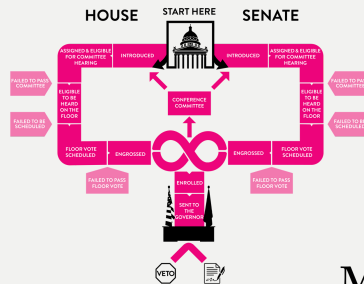 HOUSE
START HERE
SENATE
ASSIGNED & ELIGIBLE
FOR COMMITTEE
HEARING
INTRODUCED
INTRODUCED
ASSIGNED & ELIGIBLE
FOR COMMITTEE
HEARING
FAILED TO PASS
COMMITTEE
ELIGIBLE
TO BE
HEARD
ON THE
FLOOR
CONFERENCE
COMMITTEE
ELIGIBLE
TO BE
HEARD
ON THE
FLOOR
FAILED TO PASS
COMMITTEE
FAILED TO BE
SCHEDULED
FAILED TO BE
SCHEDULED
FLOOR VOTE
SCHEDULED
ENGROSSED
ENGROSSED
FLOOR VOTE
SCHEDULED
FAILED TO PASS
FLOOR VOTE
ENROLLED
FAILED TO PASS
FLOOR VOTE
SENT TO
THE
GOVERNOR
VETO
M